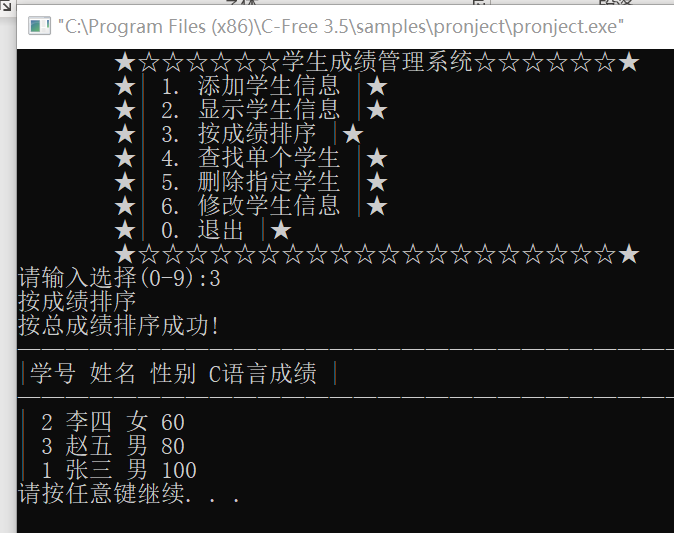 "C:\Program Files (x86)\C-Free 3.5\samples\pronject\pronject.exe"
★☆☆☆☆☆☆学生成绩管理系统☆☆☆☆☆☆★
★│ 1. 添加学生信息 │★
★│ 2. 显示学生信息 │★
★│ 3. 按成绩排序 │★
★│ 4. 查找单个学生 │★
★│ 5. 删除指定学生 │★
★│ 6. 修改学生信息 │★
★│ 0. 退出 │★
★☆☆☆☆☆☆☆☆☆☆☆☆☆☆☆☆☆☆☆☆★
请输入选择(0-9):3
按成绩排序
按总成绩排序成功!
│学号 姓名 性别 C语言成绩 │
│ 2 李四 女 60
│ 3 赵五 男 80
│ 1 张三 男 100
请按任意键继续. . .